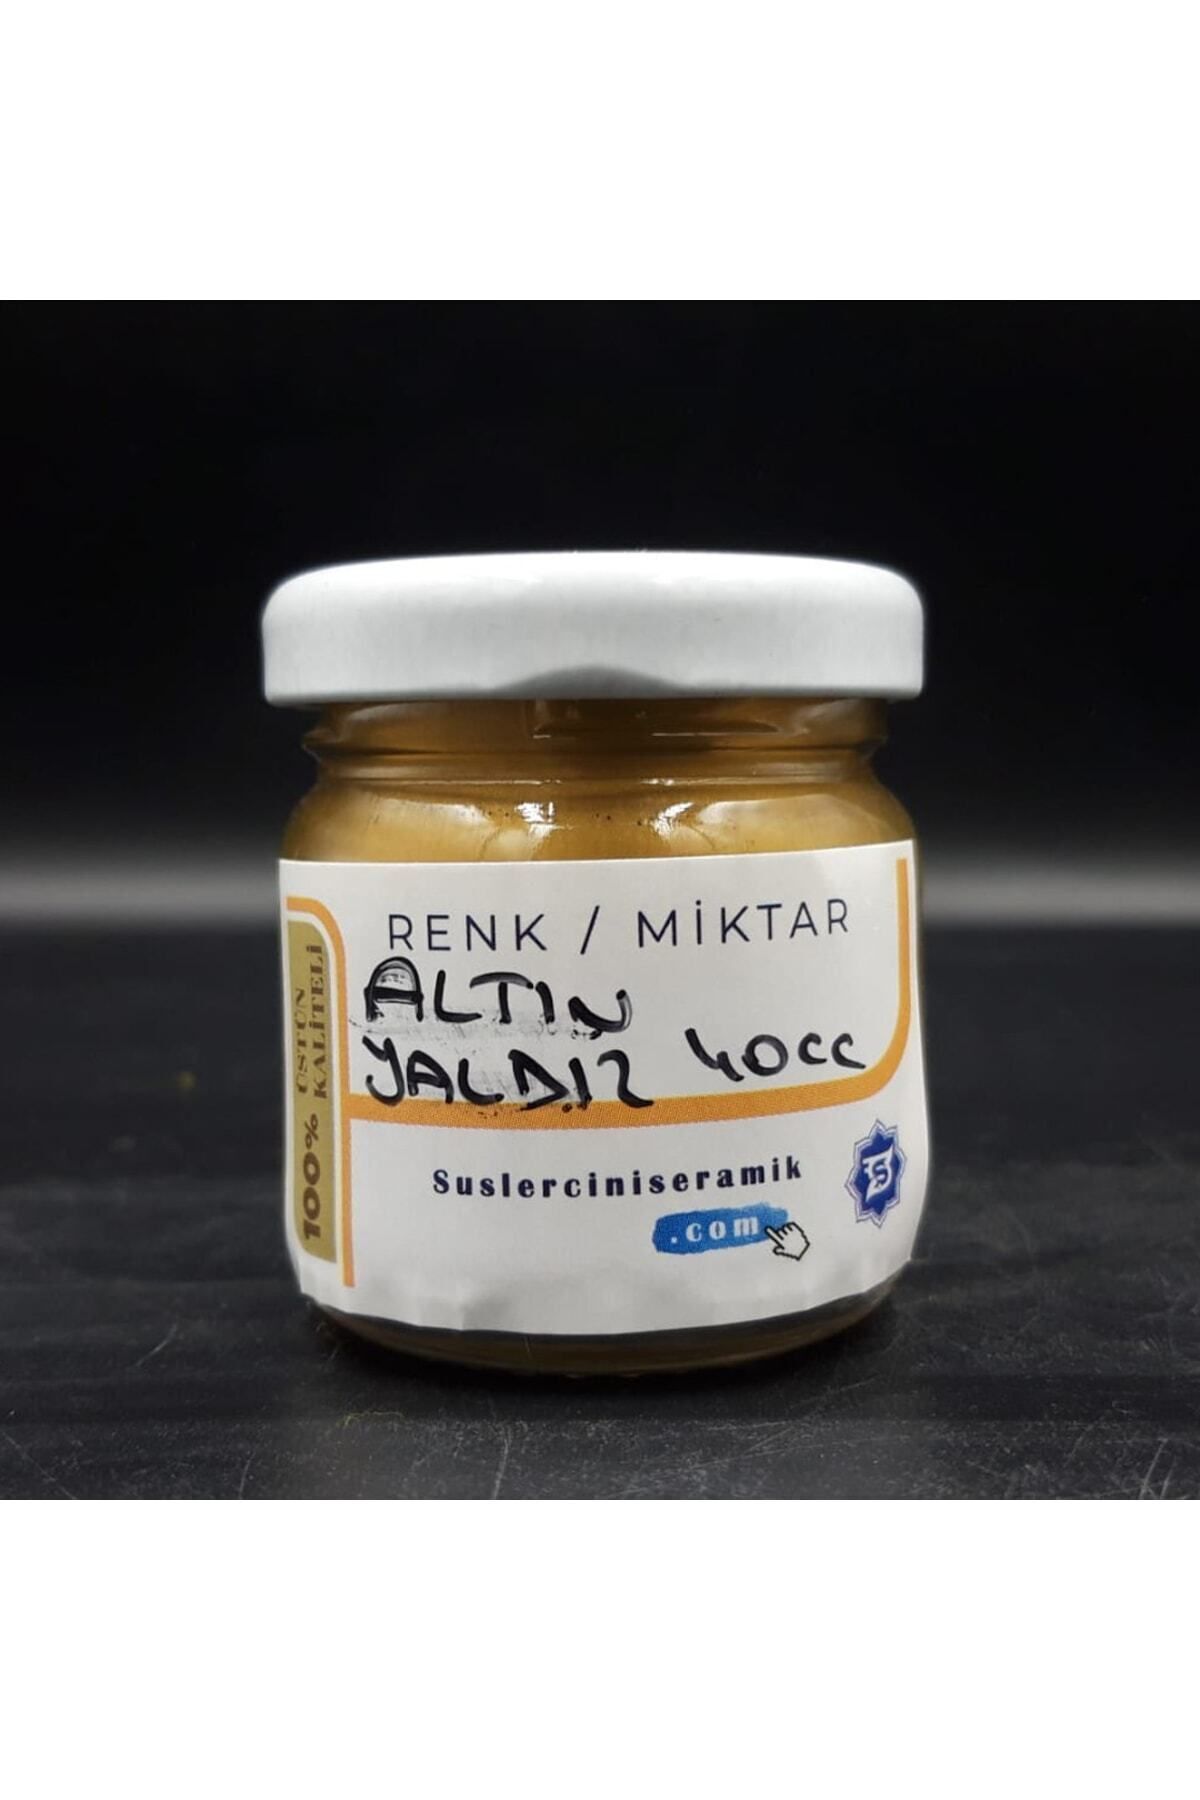 RENK / MİKTAR
ALTIN
YALDIZ 40cc
100% ÜSTÜN
KALİTELİ
Suslerciniseramik
.com